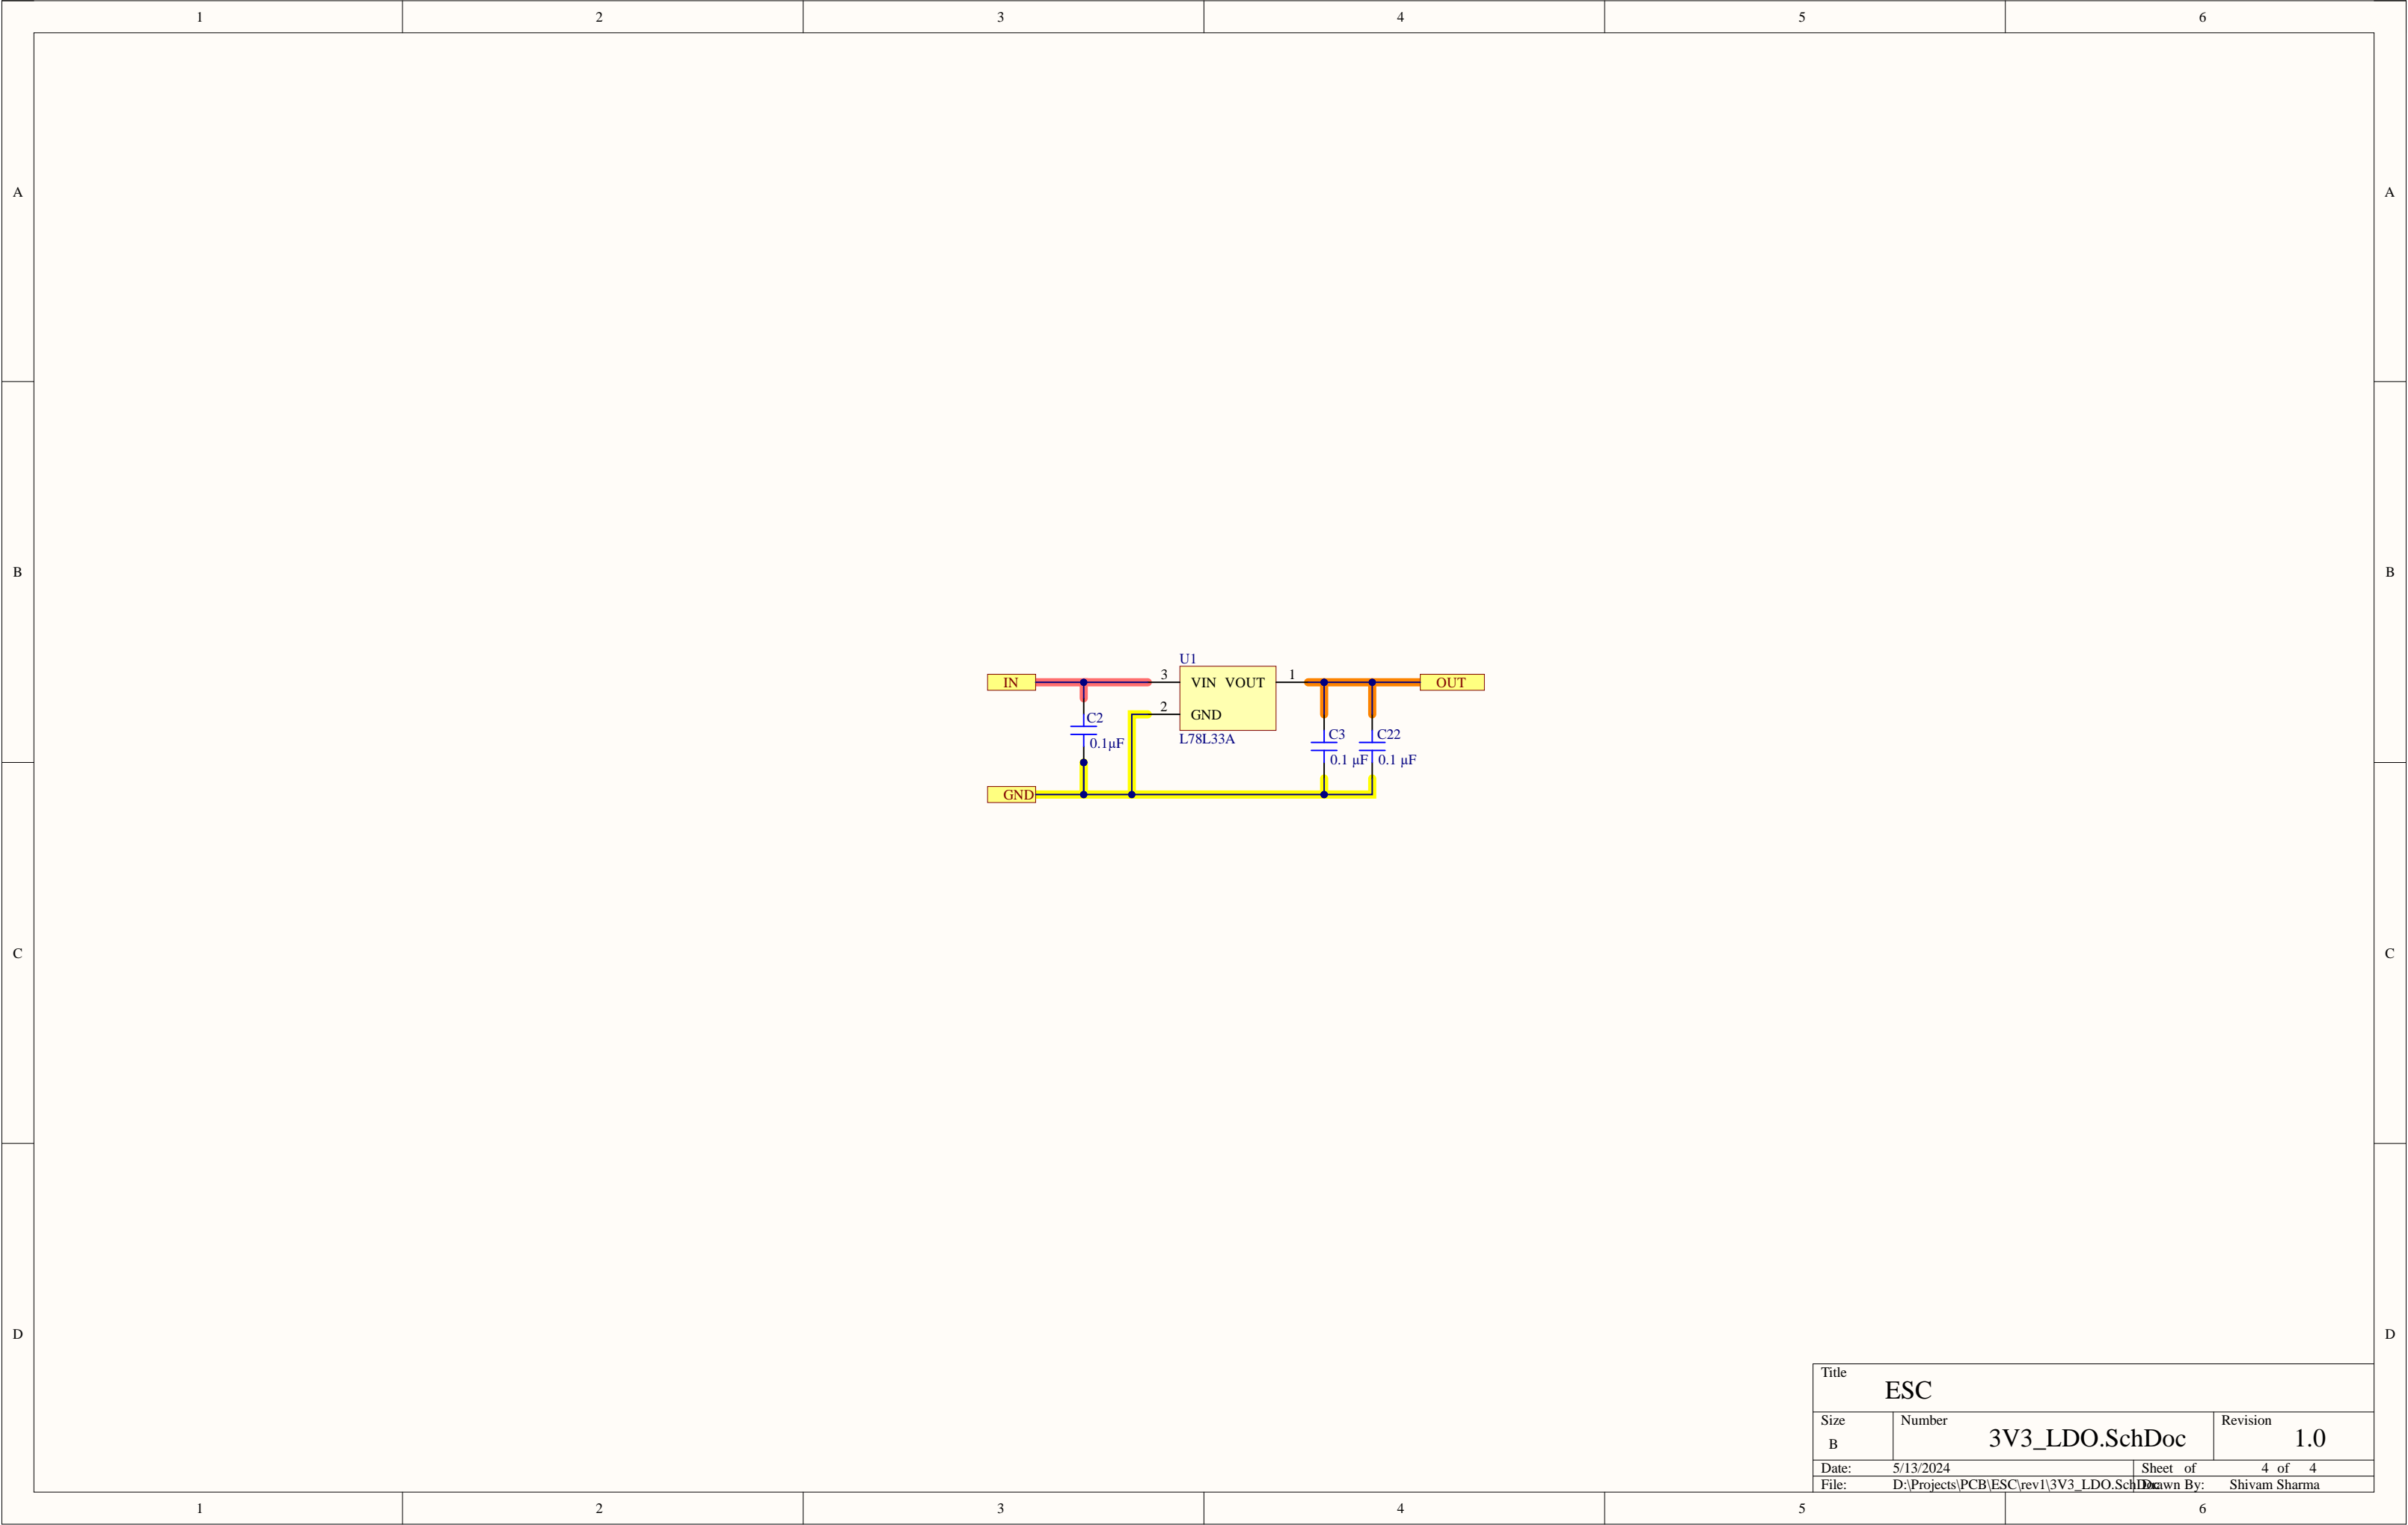 1 2 3 4 5 6
A A
U1
IN 3 VIN VOUT 1 OUT
2 GND
C2
L78L33A
0.1µF
C3 C22
0.1 µF 0.1 µF
GND
B B
C C
D D
Title
ESC
Size Number Revision
B 3V3_LDO.SchDoc 1.0
Date: 5/13/2024 Sheet of 4 of 4
File: D:\Projects\PCB\ESC\rev1\3V3_LDO.SchDoc Drawn By: Shivam Sharma
1 2 3 4 5 6